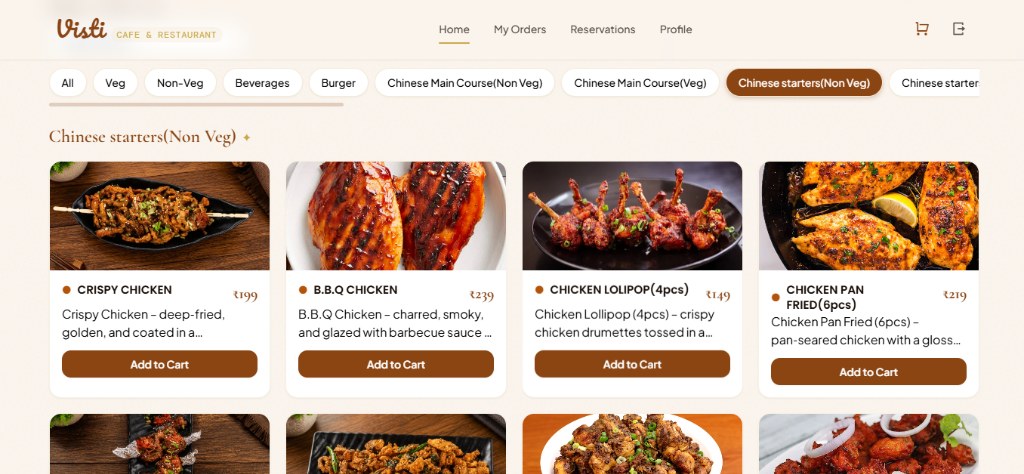 Visti CAFE & RESTAURANT
Home My Orders Reservations Profile
All Veg Non-Veg Beverages Burger Chinese Main Course(Non Veg) Chinese Main Course(Veg) Chinese starters(Non Veg) Chinese starter
Chinese starters(Non Veg)
CRISPY CHICKEN ₹199
Crispy Chicken – deep-fried,
golden, and coated in a...
Add to Cart
B.B.Q CHICKEN ₹239
B.B.Q Chicken – charred, smoky,
and glazed with barbecue sauce ...
Add to Cart
CHICKEN LOLIPOP(4pcs) ₹149
Chicken Lollipop (4pcs) – crispy
chicken drumettes tossed in a...
Add to Cart
CHICKEN PAN ₹219
FRIED(6pcs)
Chicken Pan Fried (6pcs) –
pan-seared chicken with a gloss...
Add to Cart